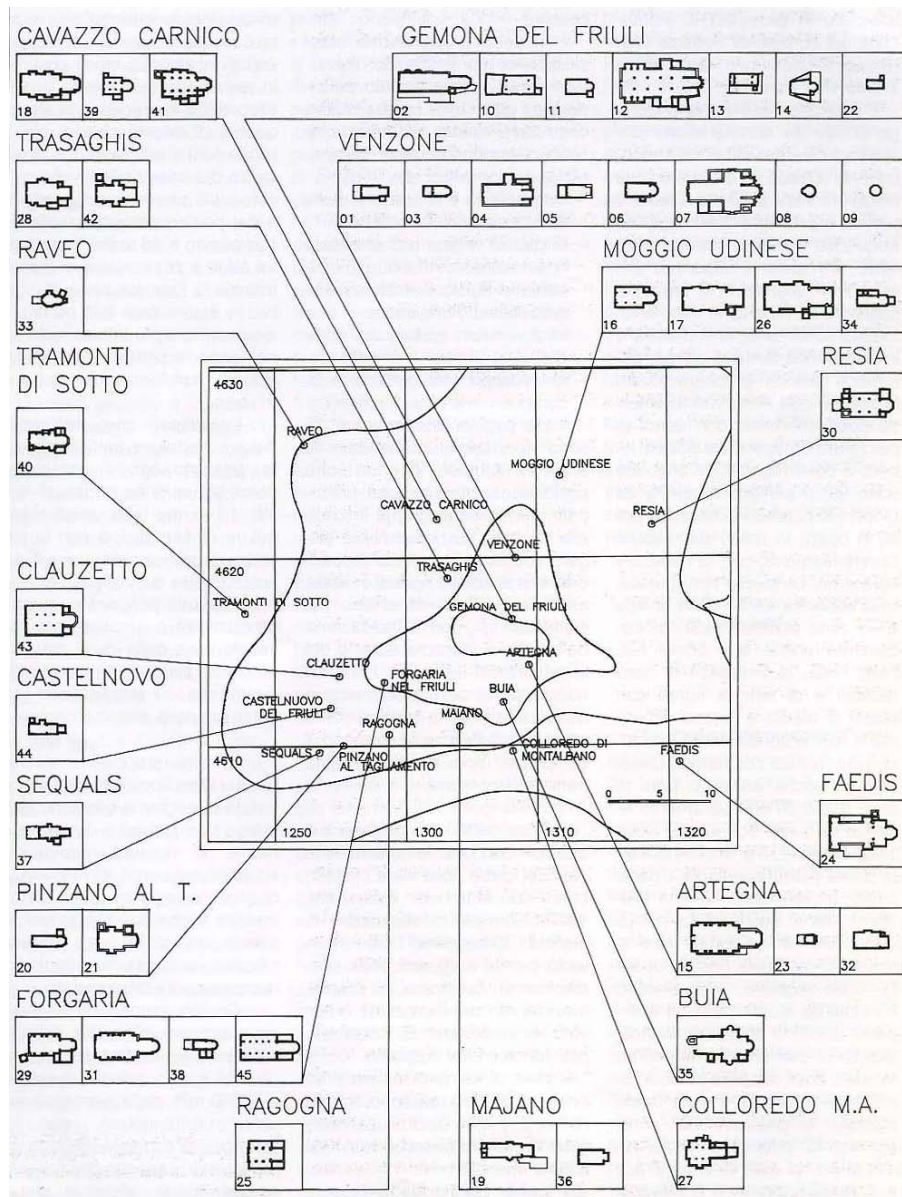 CAVAZZO CARNICO
18 39 41
GEMONA DEL FRIULI
02 10 11 12 13 14 22
TRASAGHIS
28 42
VENZONE
01 03 04 05 06 07 08 09
RAVEO
33
MOGGIO UDINESE
16 17 26 34
TRAMONTI
DI SOTTO
40
RESIA
30
4630
RAVEO
MOGGIO UDINESE
CAVAZZO CARNICO
RESIA
VENZONE
4620
TRASAGHIS
TRAMONTI DI SOTTO
GEMONA DEL FRIULI
ARTEGNA
CLAUZETTO
FORGARIA
NEL FRIULI
BUIA
CASTELNUOVO
DEL FRIULI
RAGOGNA
MAIANO
4610
SEQUALS
PINZANO
AL TAGLIAMENTO
COLLOREDO DI
MONTALBANO
FAEDIS
5 10
1250 1300 1310 1320
CLAUZETTO
43
CASTELNOVO
44
SEQUALS
37
FAEDIS
24
PINZANO AL T.
20 21
ARTEGNA
15 23 32
FORGARIA
29 31 38 45
BUIA
35
RAGOGNA
25
MAJANO
19 36
COLLOREDO M.A.
27